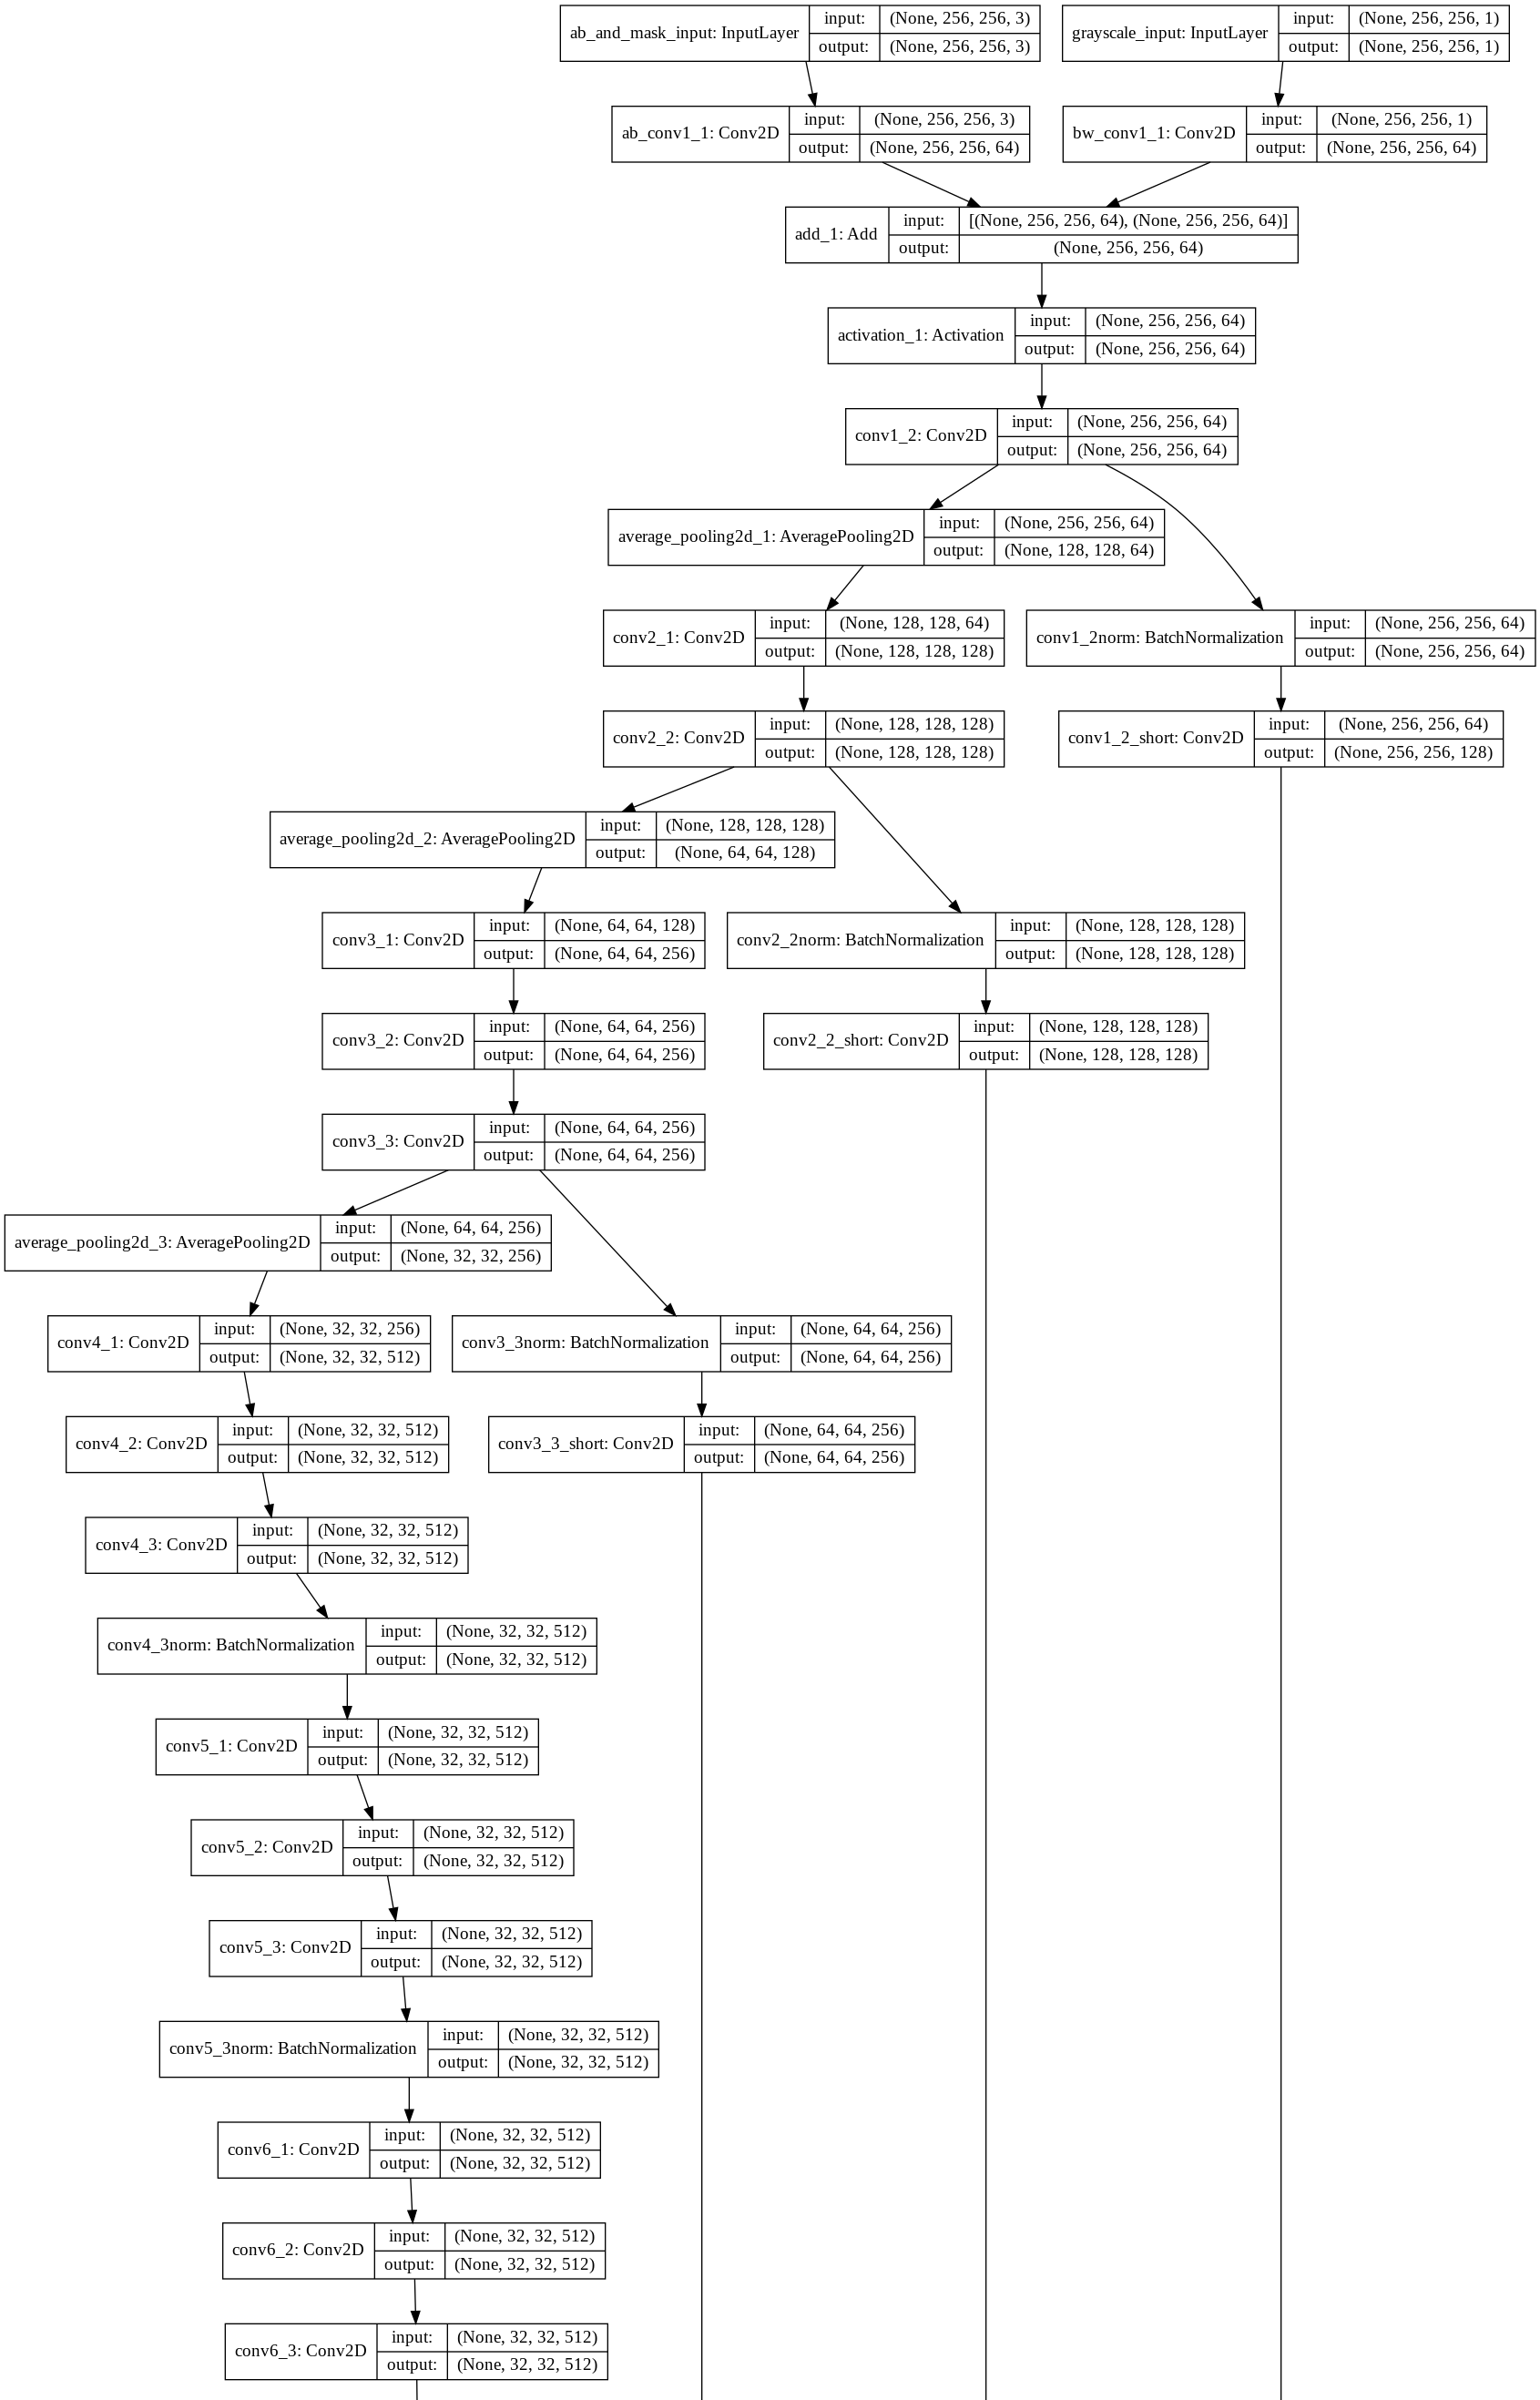 ab_and_mask_input: InputLayer
input: (None, 256, 256, 3)
output: (None, 256, 256, 3)
grayscale_input: InputLayer
input: (None, 256, 256, 1)
output: (None, 256, 256, 1)
ab_conv1_1: Conv2D
input: (None, 256, 256, 3)
output: (None, 256, 256, 64)
bw_conv1_1: Conv2D
input: (None, 256, 256, 1)
output: (None, 256, 256, 64)
add_1: Add
input: [(None, 256, 256, 64), (None, 256, 256, 64)]
output: (None, 256, 256, 64)
activation_1: Activation
input: (None, 256, 256, 64)
output: (None, 256, 256, 64)
conv1_2: Conv2D
input: (None, 256, 256, 64)
output: (None, 256, 256, 64)
average_pooling2d_1: AveragePooling2D
input: (None, 256, 256, 64)
output: (None, 128, 128, 64)
conv2_1: Conv2D
input: (None, 128, 128, 64)
output: (None, 128, 128, 128)
conv1_2norm: BatchNormalization
input: (None, 256, 256, 64)
output: (None, 256, 256, 64)
conv2_2: Conv2D
input: (None, 128, 128, 128)
output: (None, 128, 128, 128)
conv1_2_short: Conv2D
input: (None, 256, 256, 64)
output: (None, 256, 256, 128)
average_pooling2d_2: AveragePooling2D
input: (None, 128, 128, 128)
output: (None, 64, 64, 128)
conv3_1: Conv2D
input: (None, 64, 64, 128)
output: (None, 64, 64, 256)
conv2_2norm: BatchNormalization
input: (None, 128, 128, 128)
output: (None, 128, 128, 128)
conv3_2: Conv2D
input: (None, 64, 64, 256)
output: (None, 64, 64, 256)
conv2_2_short: Conv2D
input: (None, 128, 128, 128)
output: (None, 128, 128, 128)
conv3_3: Conv2D
input: (None, 64, 64, 256)
output: (None, 64, 64, 256)
average_pooling2d_3: AveragePooling2D
input: (None, 64, 64, 256)
output: (None, 32, 32, 256)
conv4_1: Conv2D
input: (None, 32, 32, 256)
output: (None, 32, 32, 512)
conv3_3norm: BatchNormalization
input: (None, 64, 64, 256)
output: (None, 64, 64, 256)
conv4_2: Conv2D
input: (None, 32, 32, 512)
output: (None, 32, 32, 512)
conv3_3_short: Conv2D
input: (None, 64, 64, 256)
output: (None, 64, 64, 256)
conv4_3: Conv2D
input: (None, 32, 32, 512)
output: (None, 32, 32, 512)
conv4_3norm: BatchNormalization
input: (None, 32, 32, 512)
output: (None, 32, 32, 512)
conv5_1: Conv2D
input: (None, 32, 32, 512)
output: (None, 32, 32, 512)
conv5_2: Conv2D
input: (None, 32, 32, 512)
output: (None, 32, 32, 512)
conv5_3: Conv2D
input: (None, 32, 32, 512)
output: (None, 32, 32, 512)
conv5_3norm: BatchNormalization
input: (None, 32, 32, 512)
output: (None, 32, 32, 512)
conv6_1: Conv2D
input: (None, 32, 32, 512)
output: (None, 32, 32, 512)
conv6_2: Conv2D
input: (None, 32, 32, 512)
output: (None, 32, 32, 512)
conv6_3: Conv2D
input: (None, 32, 32, 512)
output: (None, 32, 32, 512)